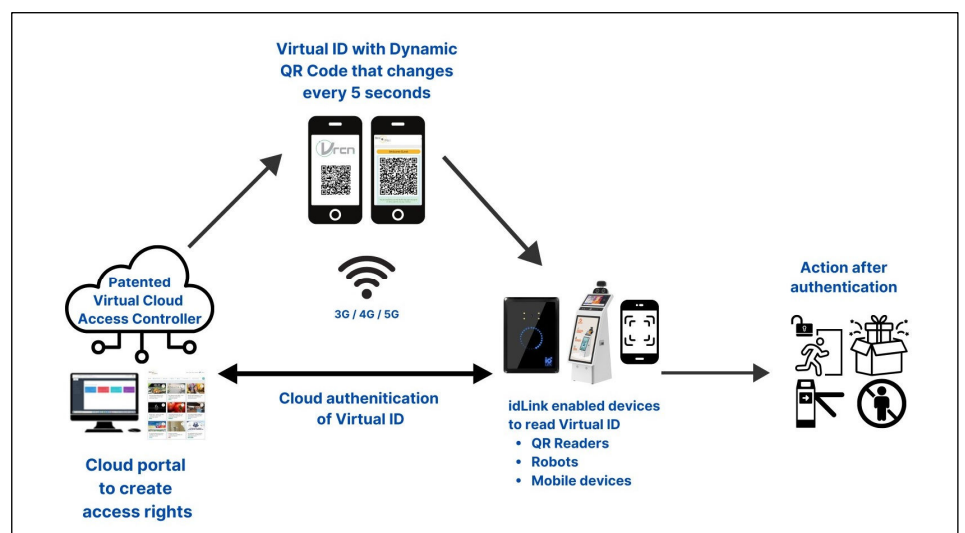 Virtual ID with Dynamic
QR Code that changes
every 5 seconds
Vrcn
Patented
Virtual Cloud
Access Controller
3G / 4G / 5G
Action after
authentication
Cloud authenitication
of Virtual ID
idLink enabled devices
to read Virtual ID
• QR Readers
• Robots
• Mobile devices
Cloud portal
to create
access rights